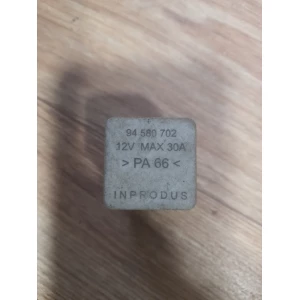 94 580 702
12V MAX 30A
> PA 66 <
INPRODUS